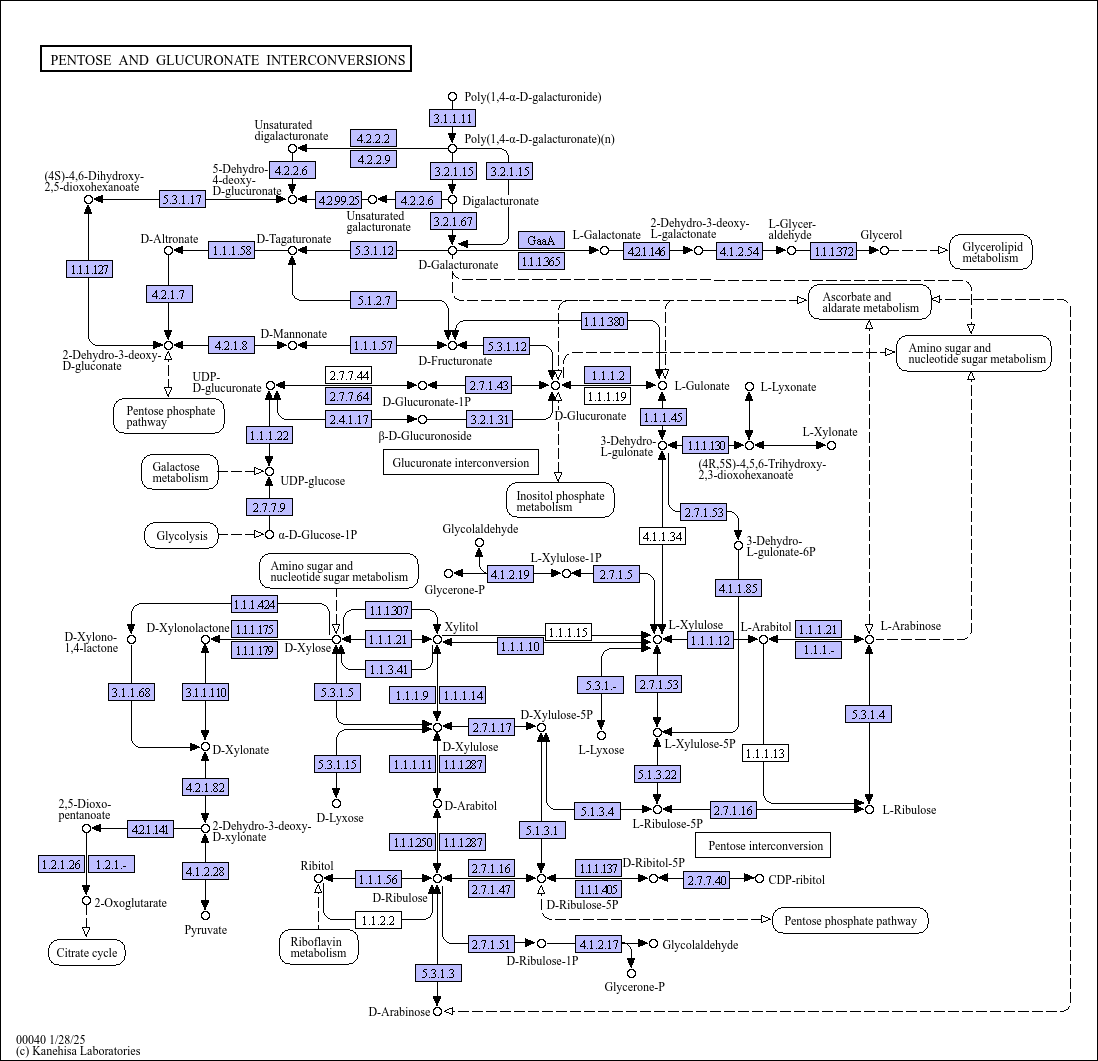 PENTOSE AND GLUCURONATE INTERCONVERSIONS
Poly(1,4-α-D-galacturonide)
3.1.1.11
Unsaturated
digalacturonate
4.2.2.2
Poly(1,4-α-D-galacturonate)(n)
4.2.2.9
(4S)-4,6-Dihydroxy-
2,5-dioxohexanoate
5-Dehydro-
4-deoxy-
D-glucuronate
4.2.2.6
3.2.1.15
3.2.1.15
5.3.1.17
4.2.99.25
4.2.2.6
Digalacturonate
Unsaturated
galacturonate
3.2.1.67
D-Altronate
1.1.1.58
D-Tagaturonate
5.3.1.12
D-Galacturonate
GaaA
1.1.1.365
L-Galactonate
4.2.1.146
2-Dehydro-3-deoxy-
L-galactonate
4.1.2.54
L-Glycer-
aldehyde
1.1.1.372
Glycerol
Glycerolipid
metabolism
1.1.1.127
4.2.1.7
5.1.2.7
Ascorbate and
aldarate metabolism
1.1.1.380
2-Dehydro-3-deoxy-
D-gluconate
4.2.1.8
D-Mannonate
1.1.1.57
D-Fructuronate
5.3.1.12
Amino sugar and
nucleotide sugar metabolism
UDP-
D-glucuronate
2.7.7.44
2.7.7.64
D-Glucuronate-1P
2.7.1.43
1.1.1.2
1.1.1.19
D-Glucuronate
L-Gulonate
L-Lyxonate
Pentose phosphate
pathway
2.4.1.17
β-D-Glucuronoside
3.2.1.31
1.1.1.45
1.1.1.22
3-Dehydro-
L-gulonate
1.1.1.130
L-Xylonate
(4R,5S)-4,5,6-Trihydroxy-
2,3-dioxohexanoate
Glucuronate interconversion
Galactose
metabolism
UDP-glucose
Inositol phosphate
metabolism
2.7.7.9
2.7.1.53
Glycolysis
α-D-Glucose-1P
Glycolaldehyde
4.1.1.34
3-Dehydro-
L-gulonate-6P
Amino sugar and
nucleotide sugar metabolism
L-Xylulose-1P
4.1.2.19
2.7.1.5
Glycerone-P
4.1.1.85
1.1.1.424
1.1.1.307
D-Xylono-
1,4-lactone
D-Xylonolactone
1.1.1.175
1.1.1.179
D-Xylose
1.1.1.21
Xylitol
1.1.1.15
1.1.1.10
L-Xylulose
1.1.1.12
L-Arabitol
1.1.1.21
1.1.1.-
L-Arabinose
1.1.3.41
3.1.1.68
3.1.1.110
5.3.1.5
1.1.1.9
1.1.1.14
5.3.1.-
2.7.1.53
5.3.1.4
D-Xylulose-5P
2.7.1.17
D-Xylulose
D-Xylonate
L-Lyxose
L-Xylulose-5P
1.1.1.13
5.3.1.15
1.1.1.11
1.1.1.287
5.1.3.22
4.2.1.82
D-Lyxose
D-Arabitol
5.1.3.4
L-Ribulose-5P
2.7.1.16
L-Ribulose
2,5-Dioxo-
pentanoate
4.2.1.141
2-Dehydro-3-deoxy-
D-xylonate
1.1.1.250
1.1.1.287
5.1.3.1
Pentose interconversion
1.2.1.26
1.2.1.-
4.1.2.28
Ribitol
1.1.1.56
D-Ribulose
2.7.1.16
2.7.1.47
1.1.1.137
1.1.1.405
D-Ribitol-5P
2.7.7.40
CDP-ribitol
D-Ribulose-5P
2-Oxoglutarate
Pyruvate
1.1.2.2
Pentose phosphate pathway
Citrate cycle
Riboflavin
metabolism
2.7.1.51
D-Ribulose-1P
4.1.2.17
Glycolaldehyde
5.3.1.3
Glycerone-P
D-Arabinose
00040 1/28/25
(c) Kanehisa Laboratories